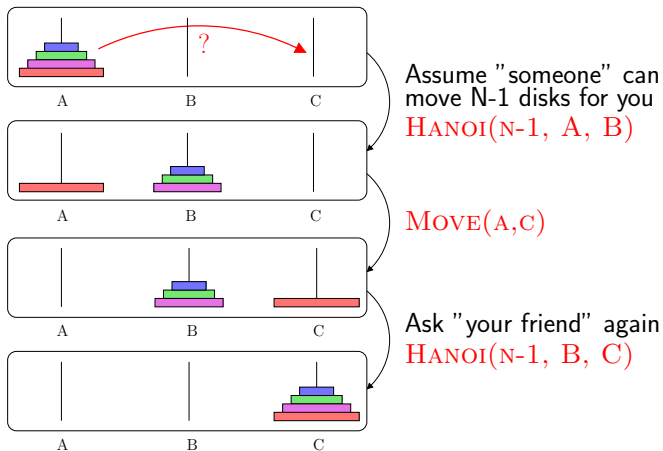 ?
A B C
Assume "someone" can
move N-1 disks for you
HANOI(N-1, A, B)
A B C
MOVE(A,C)
A B C
Ask "your friend" again
HANOI(N-1, B, C)
A B C